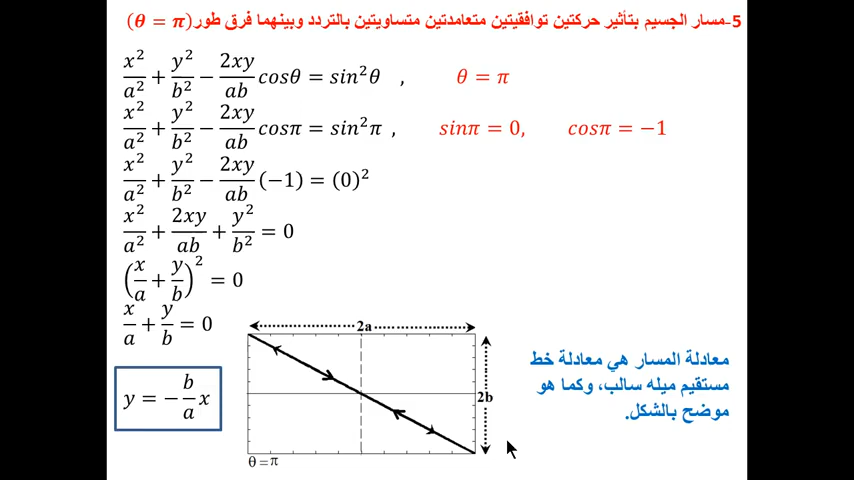 5-مسار الجسيم بتأثير حركتين توافقيتين متعامدتين متساويتين بالتردد وبينهما فرق طور(θ = π)
x²/a² + y²/b² − 2xy/ab cosθ = sin²θ , θ = π
x²/a² + y²/b² − 2xy/ab cosπ = sin²π , sinπ = 0, cosπ = −1
x²/a² + y²/b² − 2xy/ab (−1) = (0)²
x²/a² + 2xy/ab + y²/b² = 0
(x/a + y/b)² = 0
x/a + y/b = 0
y = − b/a x
2a
2b
θ = π
معادلة المسار هي معادلة خط
مستقيم ميله سالب، وكما هو
موضح بالشكل.